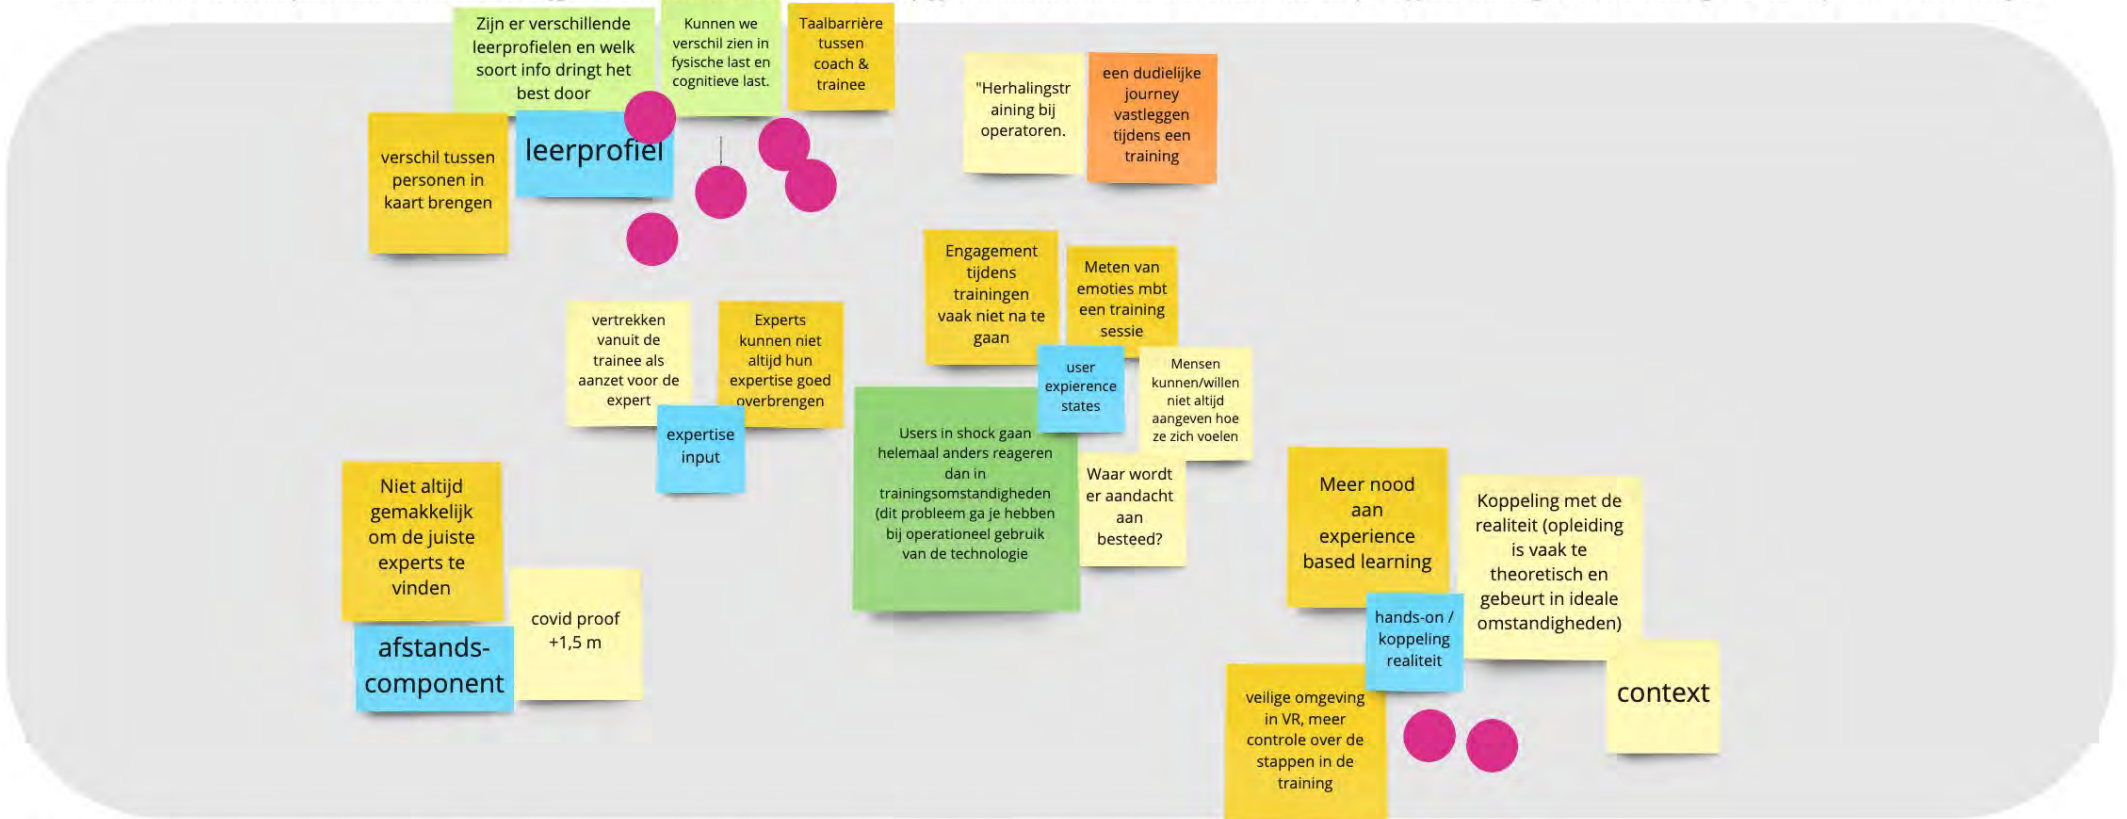 Zijn er verschillende
leerprofielen en welk
soort info dringt het
best door
Kunnen we
verschil zien in
fysische last en
cognitieve last.
Taalbarrière
tussen
coach &
trainee
verschil tussen
personen in
kaart brengen
leerprofiel
"Herhalingstr
aining bij
operatoren.
een dudielijke
journey
vastleggen
tijdens een
training
Engagement
tijdens
trainingen
vaak niet na te
gaan
Meten van
emoties mbt
een training
sessie
user
expierence
states
Mensen
kunnen/willen
niet altijd
aangeven hoe
ze zich voelen
Users in shock gaan
helemaal anders reageren
dan in
trainingsomstandigheden
(dit probleem ga je hebben
bij operationeel gebruik
van de technologie
Waar wordt
er aandacht
aan
besteed?
vertrekken
vanuit de
trainee als
aanzet voor de
expert
Experts
kunnen niet
altijd hun
expertise goed
overbrengen
expertise
input
Niet altijd
gemakkelijk
om de juiste
experts te
vinden
afstands-
component
covid proof
+1,5 m
Meer nood
aan
experience
based learning
Koppeling met de
realiteit (opleiding
is vaak te
theoretisch en
gebeurt in ideale
omstandigheden)
hands-on /
koppeling
realiteit
context
veilige omgeving
in VR, meer
controle over de
stappen in de
training